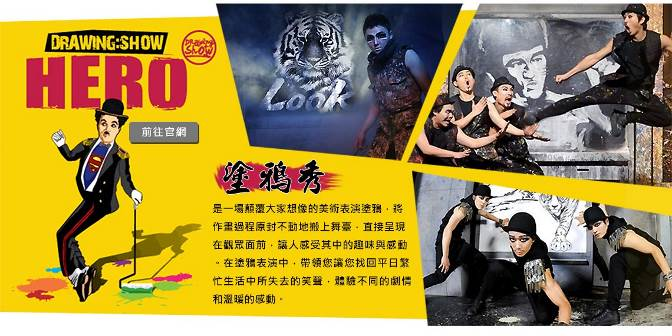 DRAWING:SHOW
DRAWING
SHOW
HERO
Look
前往官網
塗鴉秀
是一場顛覆大家想像的美術表演塗鴉，將
作畫過程原封不動地搬上舞臺，直接呈現
在觀眾面前，讓人感受其中的趣味與感動
。在塗鴉表演中，帶領您讓您找回平日繁
忙生活中所失去的笑聲，體驗不同的劇情
和溫暖的感動。